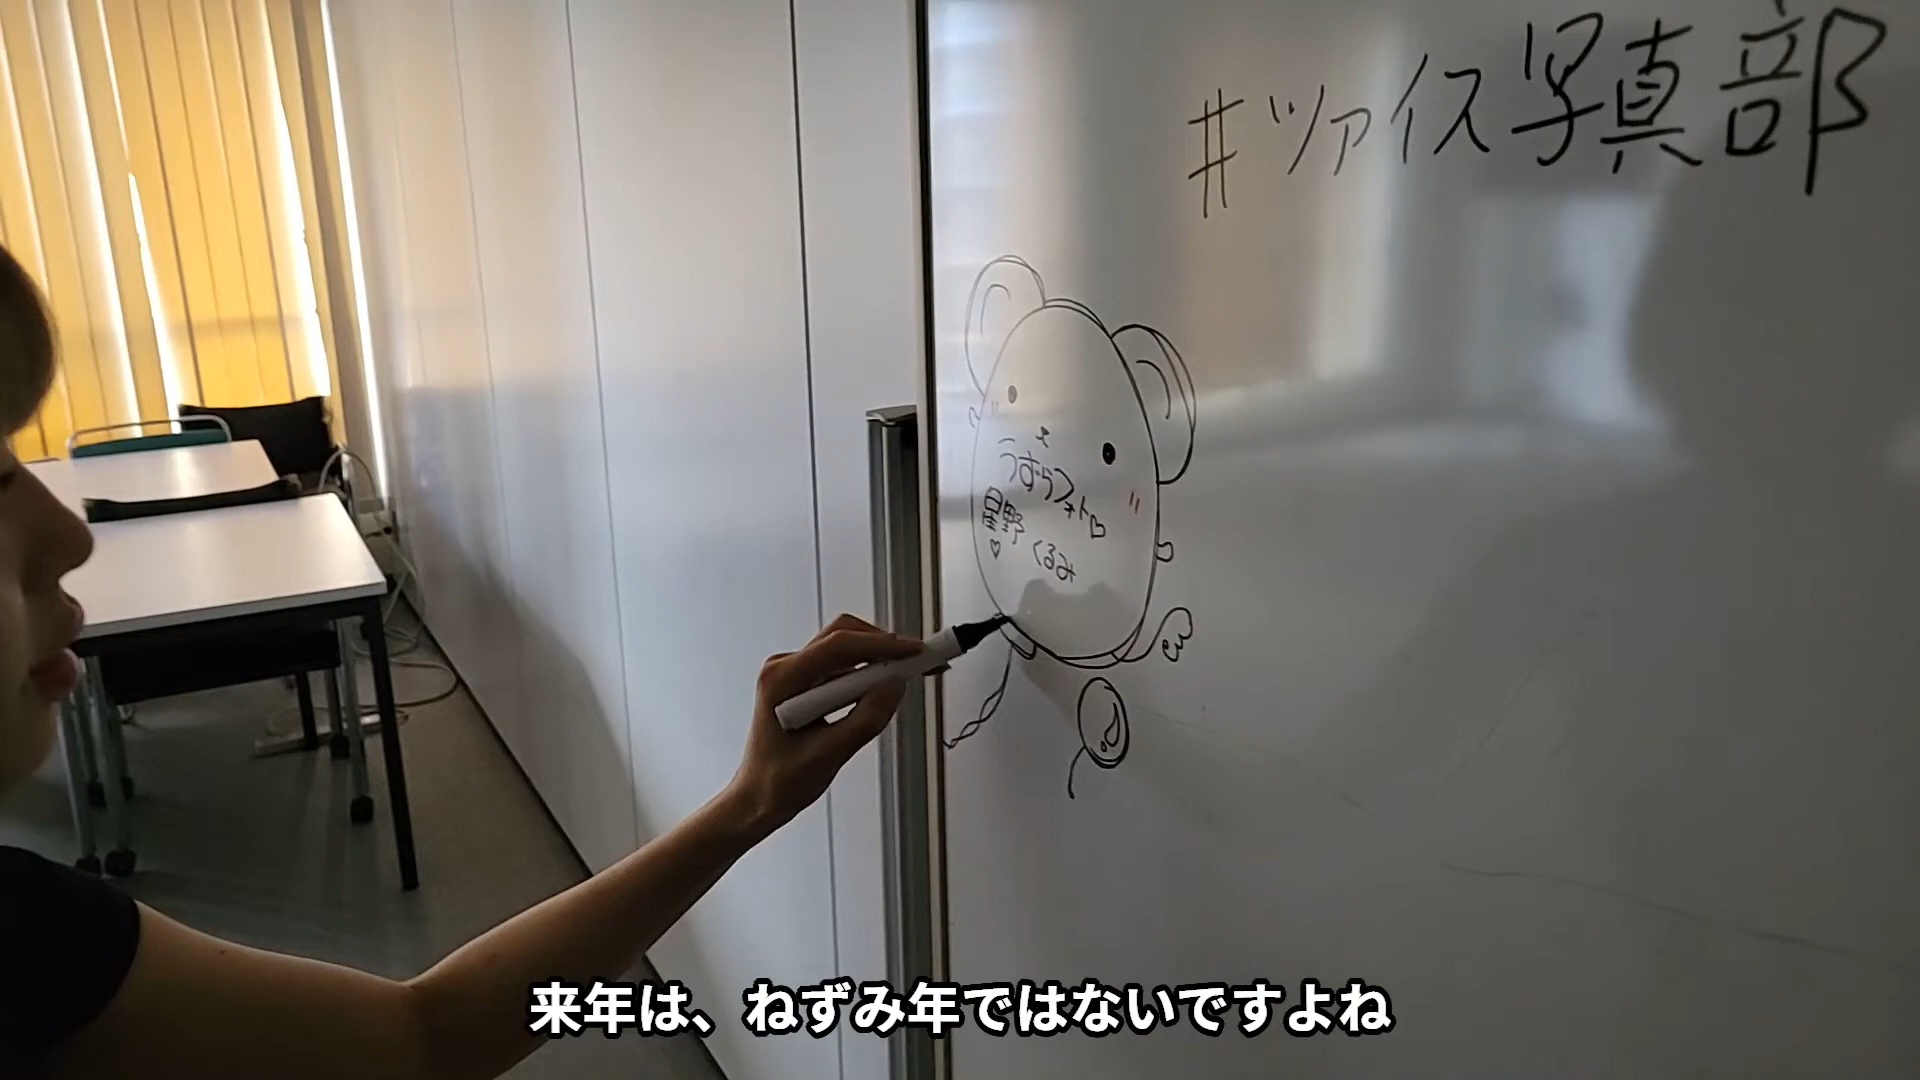 #ツァイス写真部
うずらフォト♡
星野
♡ くるみ
来年は、ねずみ年ではないですよね